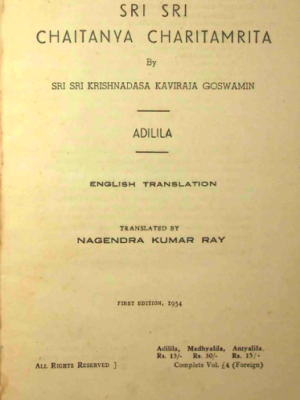 SRI SRI
CHAITANYA CHARITAMRITA
By
SRI SRI KRISHNADASA KAVIRAJA GOSWAMIN
ADILILA
ENGLISH TRANSLATION
TRANSLATED BY
NAGENDRA KUMAR RAY
FIRST EDITION, 1954
Adilila, Madhyalila, Antyalila.
Rs. 15/- Rs. 30/- Rs. 15/-
ALL RIGHTS RESERVED ] Complete Vol. £4 (Foreign)